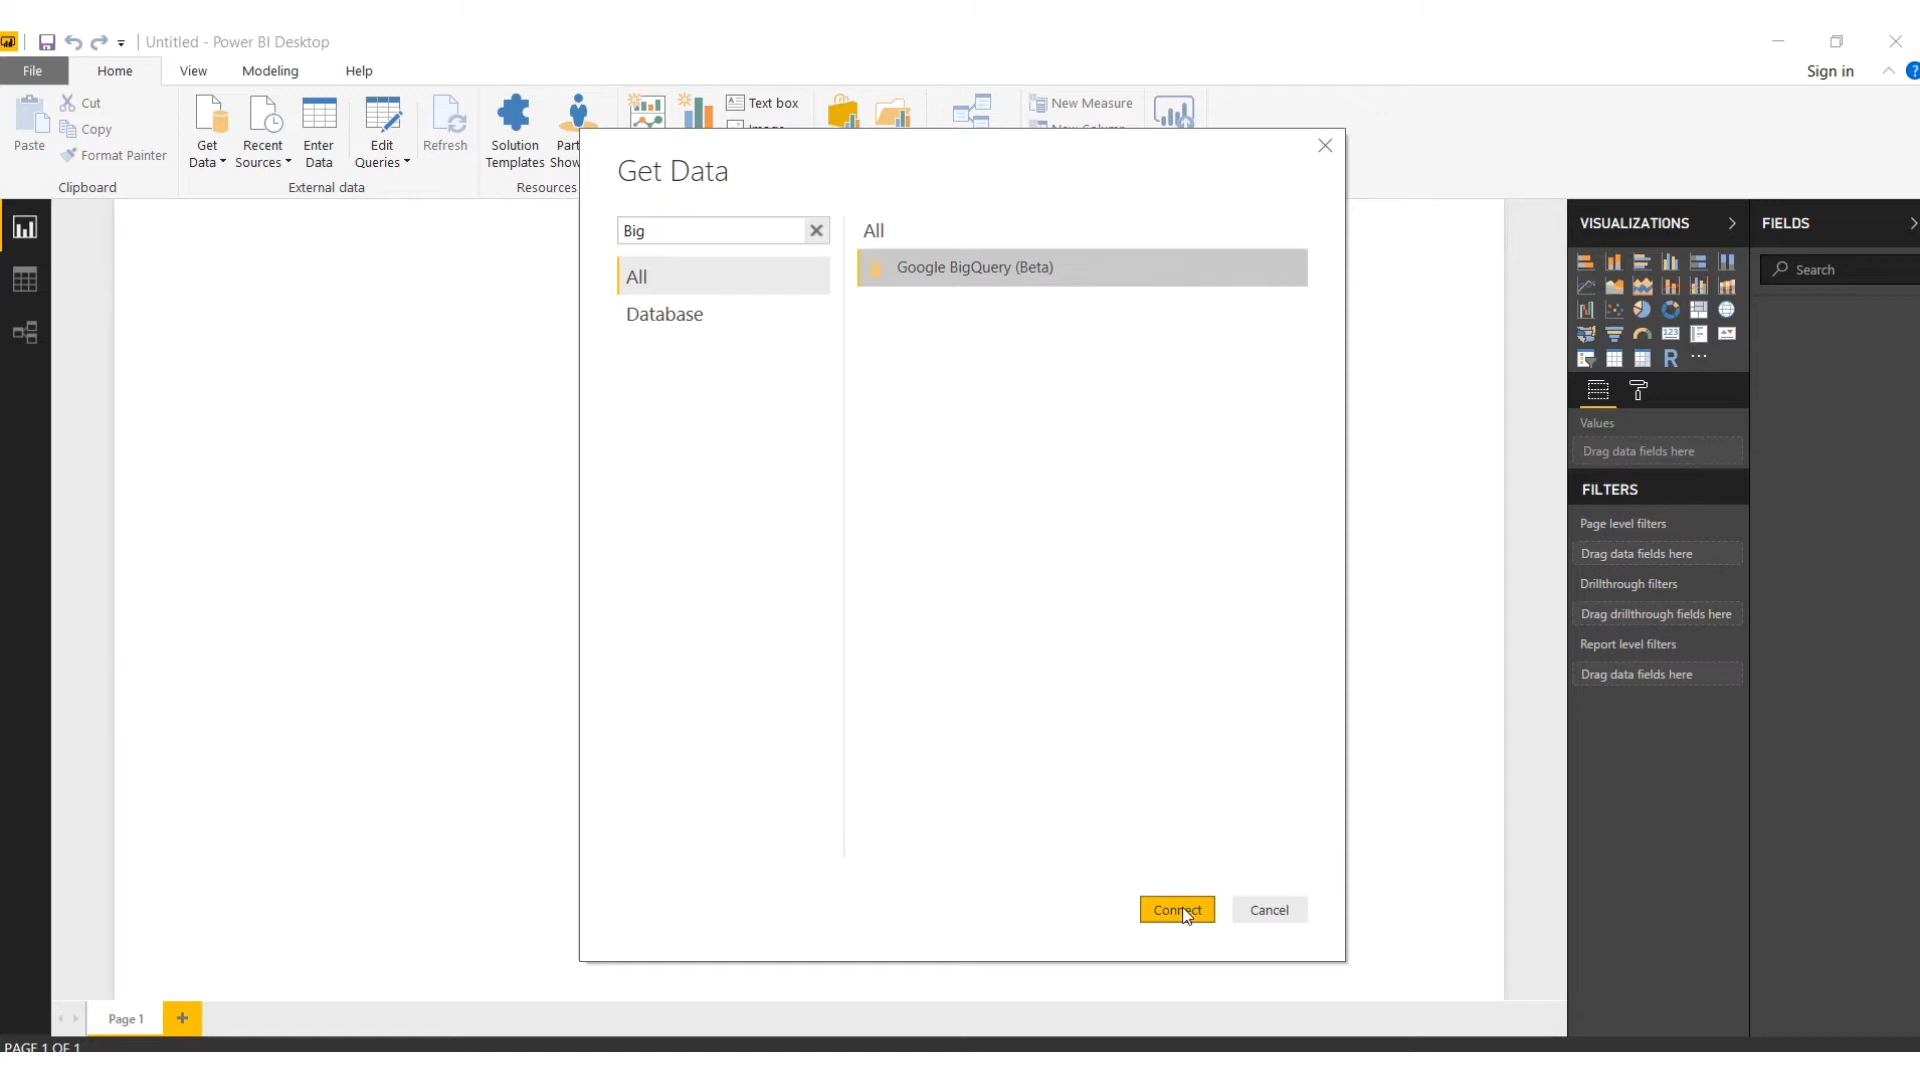 Untitled - Power BI Desktop
File Home View Modeling Help
Sign in
Paste
Cut
Copy
Format Painter
Clipboard
Get Data
Recent Sources
Enter Data
Edit Queries
Refresh
External data
Solution Templates
Resources
Text box
New Measure
Get Data
Big
All
Database
All
Google BigQuery (Beta)
Connect
Cancel
VISUALIZATIONS
FIELDS
Search
123
R
Values
Drag data fields here
FILTERS
Page level filters
Drag data fields here
Drillthrough filters
Drag drillthrough fields here
Report level filters
Drag data fields here
Page 1
PAGE 1 OF 1